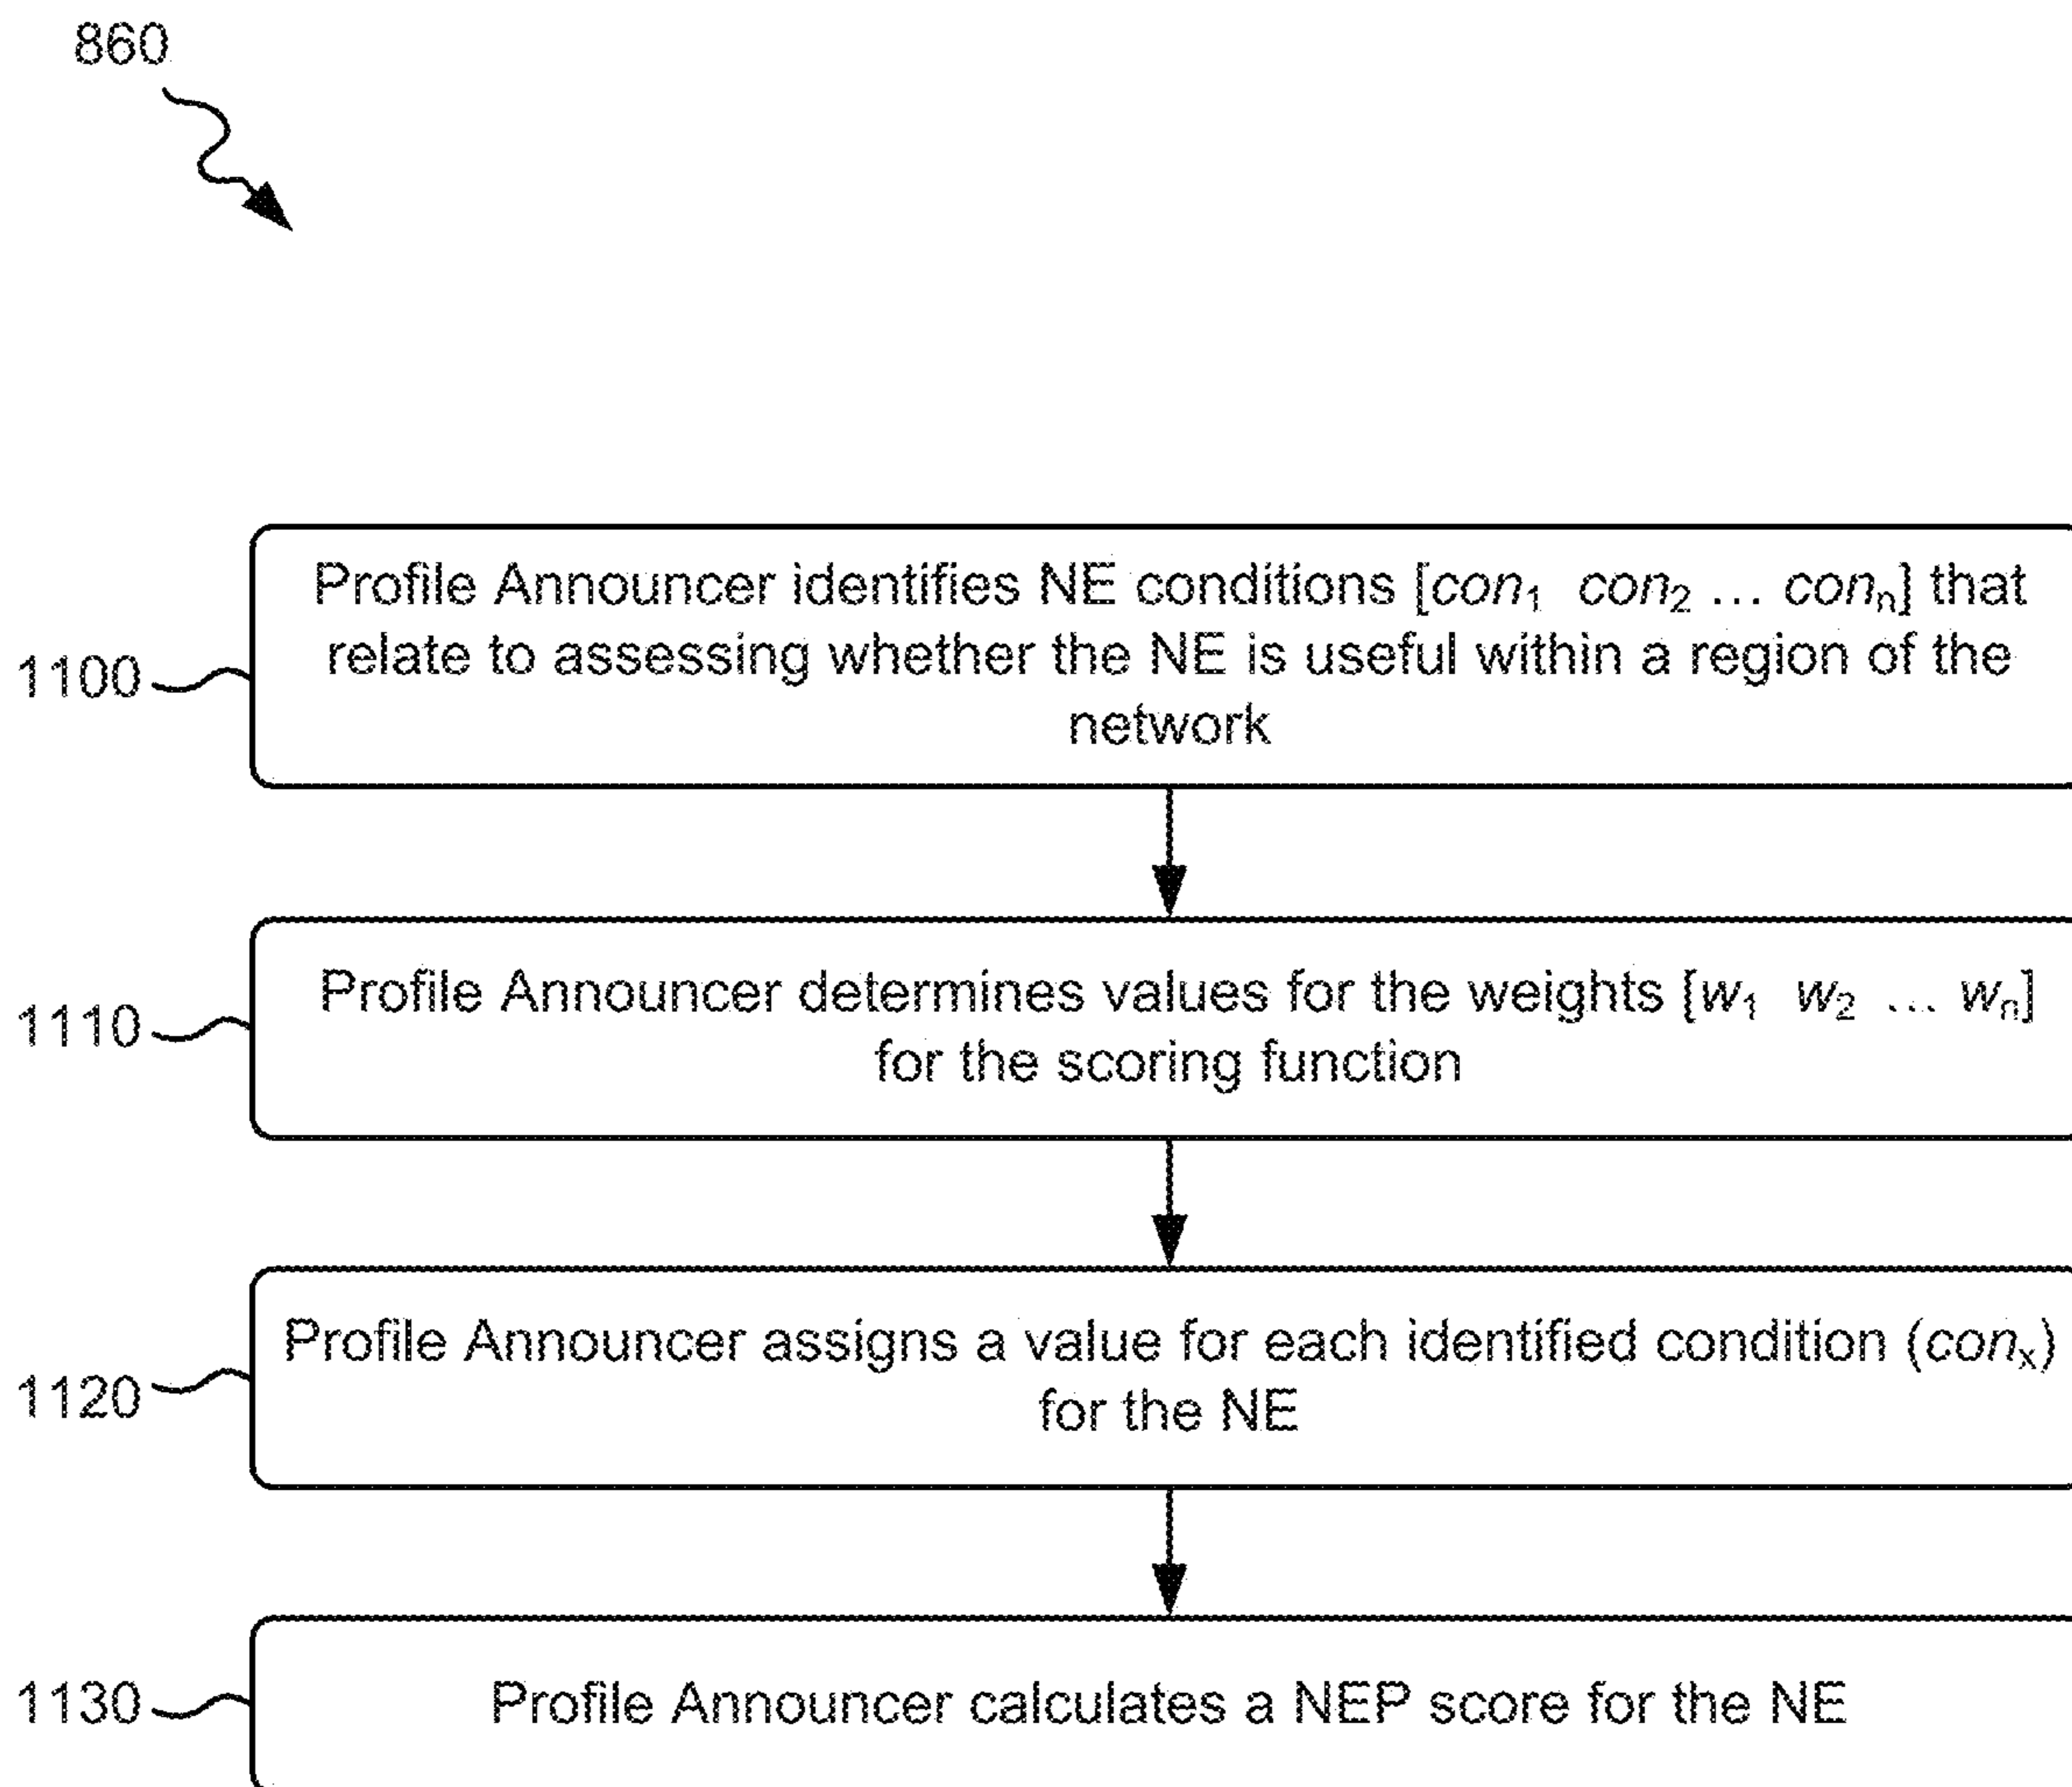 860
Profile Announcer identifies NE conditions [con₁ con₂ ... conₙ] that
relate to assessing whether the NE is useful within a region of the
network
1100
Profile Announcer determines values for the weights [w₁ w₂ ... wₙ]
for the scoring function
1110
Profile Announcer assigns a value for each identified condition (conₓ)
for the NE
1120
Profile Announcer calculates a NEP score for the NE
1130